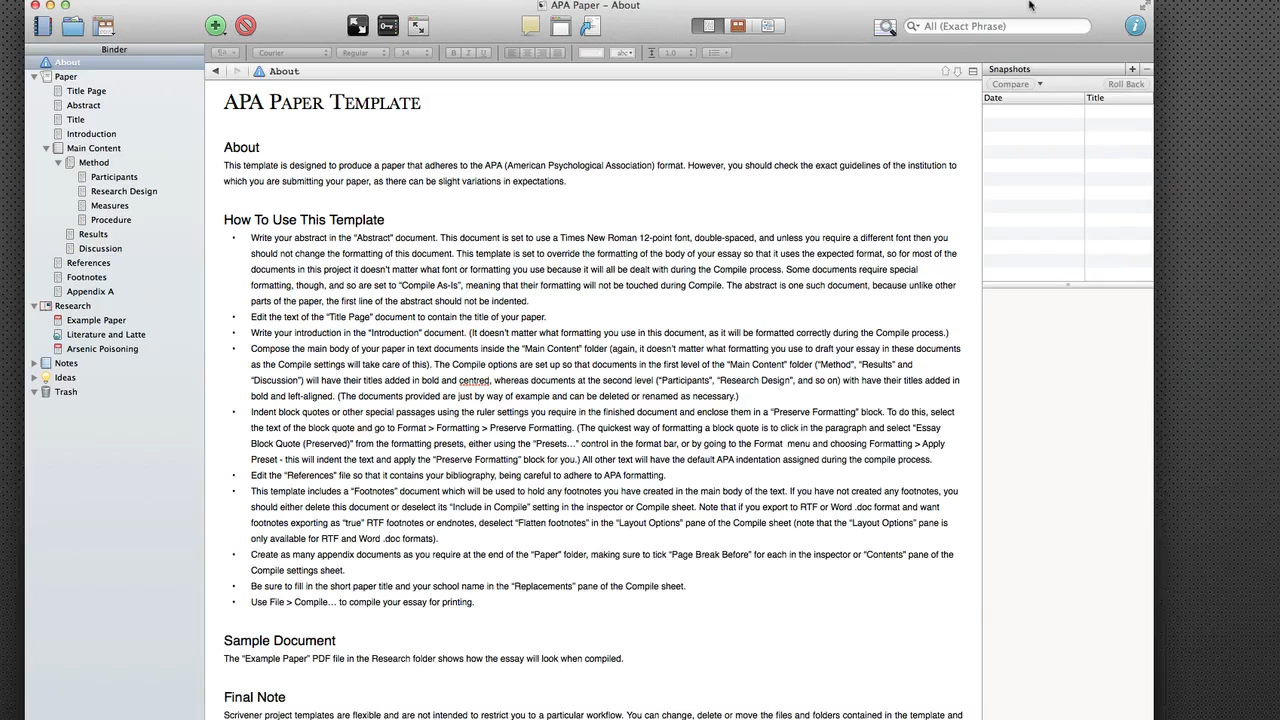 APA Paper – About
All (Exact Phrase)
Binder
Courier
Regular
14
B I U
abc
1.0
About
Paper
Title Page
Abstract
Title
Introduction
Main Content
Method
Participants
Research Design
Measures
Procedure
Results
Discussion
References
Footnotes
Appendix A
Research
Example Paper
Literature and Latte
Arsenic Poisoning
Notes
Ideas
Trash
About
APA PAPER TEMPLATE
About
This template is designed to produce a paper that adheres to the APA (American Psychological Association) format. However, you should check the exact guidelines of the institution to
which you are submitting your paper, as there can be slight variations in expectations.
How To Use This Template
• Write your abstract in the “Abstract” document. This document is set to use a Times New Roman 12-point font, double-spaced, and unless you require a different font then you
should not change the formatting of this document. This template is set to override the formatting of the body of your essay so that it uses the expected format, so for most of the
documents in this project it doesn’t matter what font or formatting you use because it will all be dealt with during the Compile process. Some documents require special
formatting, though, and so are set to “Compile As-Is”, meaning that their formatting will not be touched during Compile. The abstract is one such document, because unlike other
parts of the paper, the first line of the abstract should not be indented.
• Edit the text of the “Title Page” document to contain the title of your paper.
• Write your introduction in the “Introduction” document. (It doesn’t matter what formatting you use in this document, as it will be formatted correctly during the Compile process.)
• Compose the main body of your paper in text documents inside the “Main Content” folder (again, it doesn’t matter what formatting you use to draft your essay in these documents
as the Compile settings will take care of this). The Compile options are set up so that documents in the first level of the “Main Content” folder (“Method”, “Results” and
“Discussion”) will have their titles added in bold and centred, whereas documents at the second level (“Participants”, “Research Design”, and so on) with have their titles added in
bold and left-aligned. (The documents provided are just by way of example and can be deleted or renamed as necessary.)
• Indent block quotes or other special passages using the ruler settings you require in the finished document and enclose them in a “Preserve Formatting” block. To do this, select
the text of the block quote and go to Format > Formatting > Preserve Formatting. (The quickest way of formatting a block quote is to click in the paragraph and select “Essay
Block Quote (Preserved)” from the formatting presets, either using the “Presets…” control in the format bar, or by going to the Format menu and choosing Formatting > Apply
Preset - this will indent the text and apply the “Preserve Formatting” block for you.) All other text will have the default APA indentation assigned during the compile process.
• Edit the “References” file so that it contains your bibliography, being careful to adhere to APA formatting.
• This template includes a “Footnotes” document which will be used to hold any footnotes you have created in the main body of the text. If you have not created any footnotes, you
should either delete this document or deselect its “Include in Compile” setting in the inspector or Compile sheet. Note that if you export to RTF or Word .doc format and want
footnotes exporting as “true” RTF footnotes or endnotes, deselect “Flatten footnotes” in the “Layout Options” pane of the Compile sheet (note that the “Layout Options” pane is
only available for RTF and Word .doc formats).
• Create as many appendix documents as you require at the end of the “Paper” folder, making sure to tick “Page Break Before” for each in the inspector or “Contents” pane of the
Compile settings sheet.
• Be sure to fill in the short paper title and your school name in the “Replacements” pane of the Compile sheet.
• Use File > Compile… to compile your essay for printing.
Sample Document
The “Example Paper” PDF file in the Research folder shows how the essay will look when compiled.
Final Note
Scrivener project templates are flexible and are not intended to restrict you to a particular workflow. You can change, delete or move the files and folders contained in the template and
Snapshots
Compare
Roll Back
Date
Title